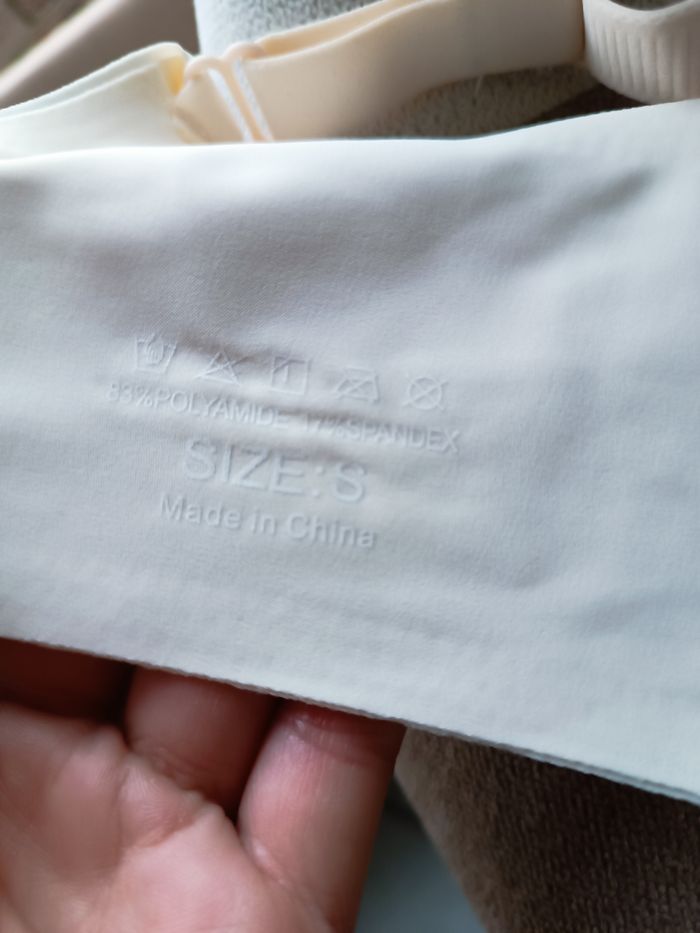 83%POLYAMIDE 17%SPANDEX
SIZE:S
Made in China